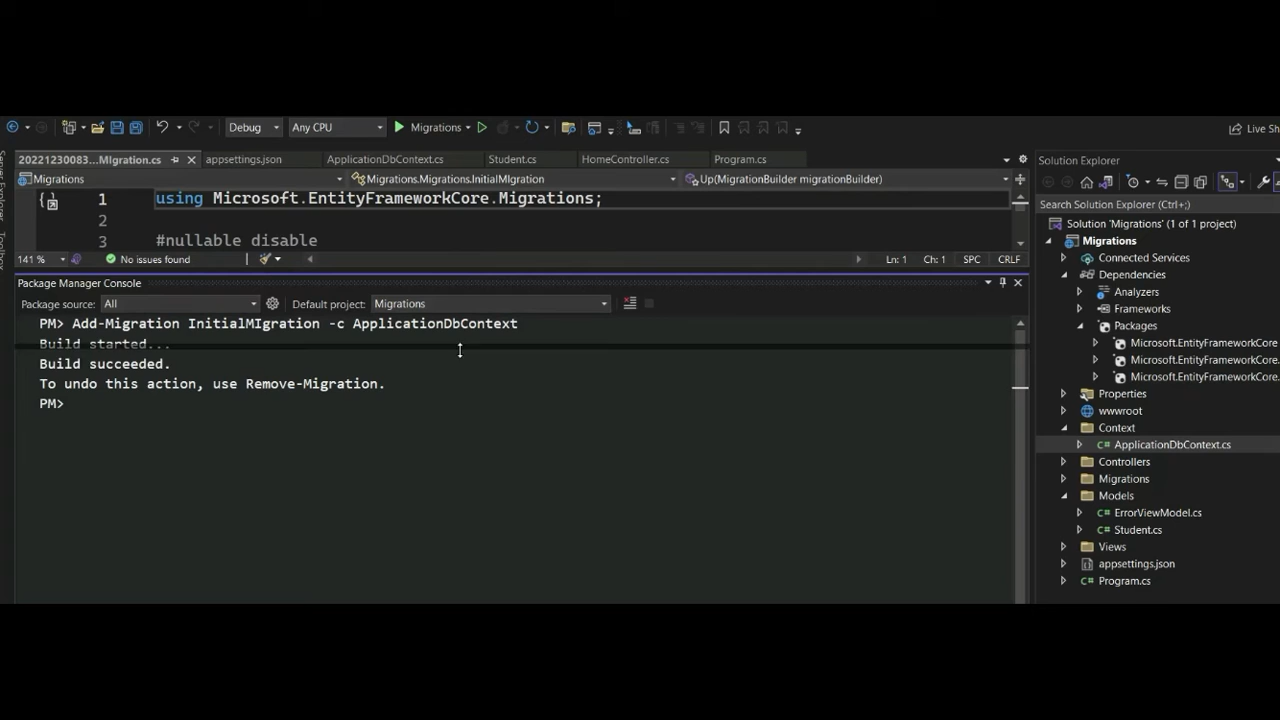 Debug
Any CPU
Migrations
Live Sh
20221230083...MIgration.cs
appsettings.json
ApplicationDbContext.cs
Student.cs
HomeController.cs
Program.cs
Migrations
Migrations.Migrations.InitialMIgration
Up(MigrationBuilder migrationBuilder)
1 using Microsoft.EntityFrameworkCore.Migrations;
2
3 #nullable disable
141 %
No issues found
Ln: 1
Ch: 1
SPC
CRLF
Package Manager Console
Package source: All
Default project: Migrations
PM> Add-Migration InitialMIgration -c ApplicationDbContext
Build started...
Build succeeded.
To undo this action, use Remove-Migration.
PM>
Server Explorer
Toolbox
Solution Explorer
Search Solution Explorer (Ctrl+;)
Solution 'Migrations' (1 of 1 project)
Migrations
Connected Services
Dependencies
Analyzers
Frameworks
Packages
Microsoft.EntityFrameworkCore
Microsoft.EntityFrameworkCore.
Microsoft.EntityFrameworkCore.
Properties
wwwroot
Context
C# ApplicationDbContext.cs
Controllers
Migrations
Models
C# ErrorViewModel.cs
C# Student.cs
Views
appsettings.json
C# Program.cs